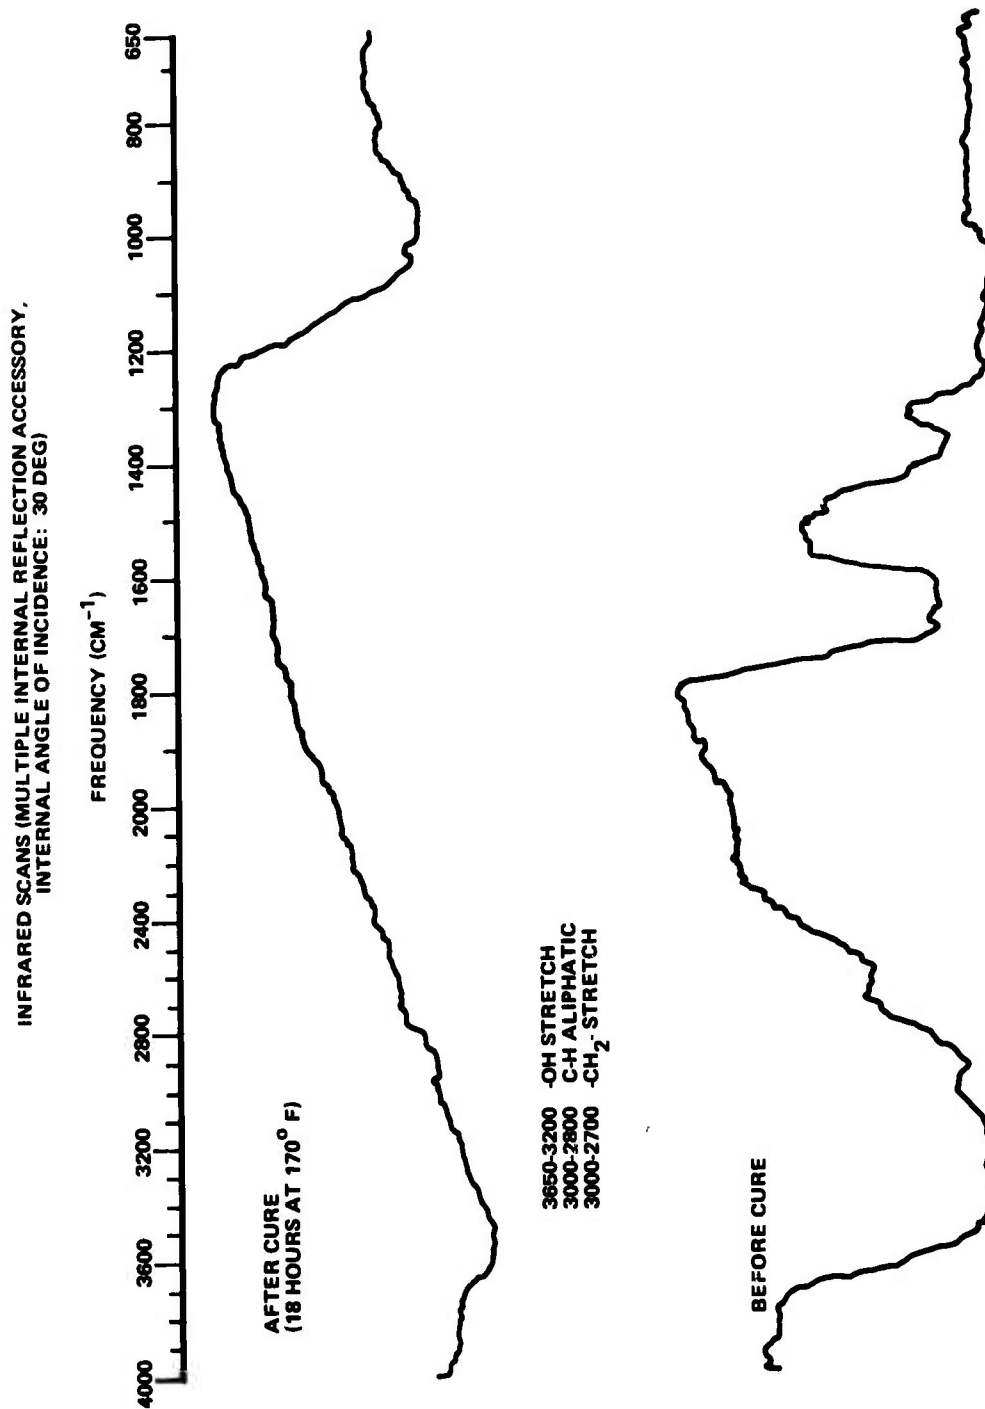 INFRARED SCANS (MULTIPLE INTERNAL REFLECTION ACCESSORY,
INTERNAL ANGLE OF INCIDENCE: 30 DEG)
FREQUENCY (CM⁻¹)
4000 3600 3200 2800 2400 2000 1800 1600 1400 1200 1000 800 650
AFTER CURE
(18 HOURS AT 170° F)
3650-3200 -OH STRETCH
3000-2800 C-H ALIPHATIC
3000-2700 -CH₂- STRETCH
BEFORE CURE